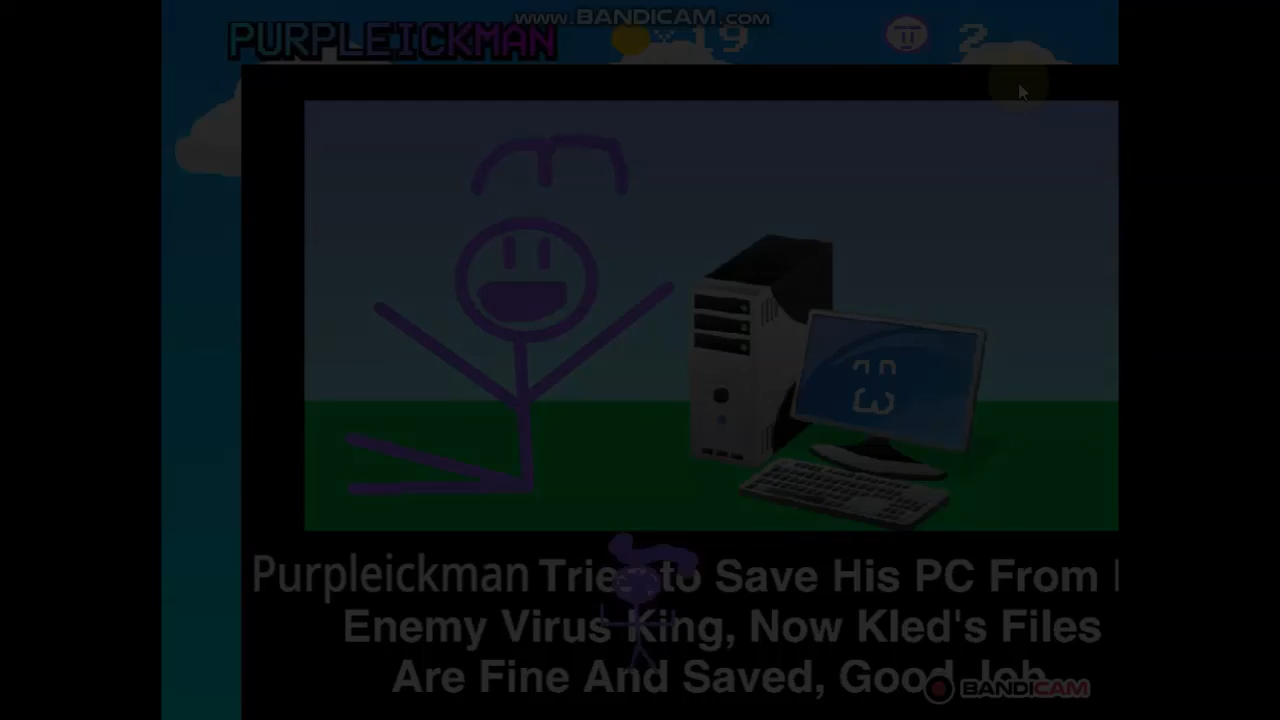 www.BANDICAM.com
PURPLEICKMAN x19 2
Purpleickman Tries to Save His PC From
Enemy Virus King, Now Kled's Files
Are Fine And Saved, Good Job
BANDICAM